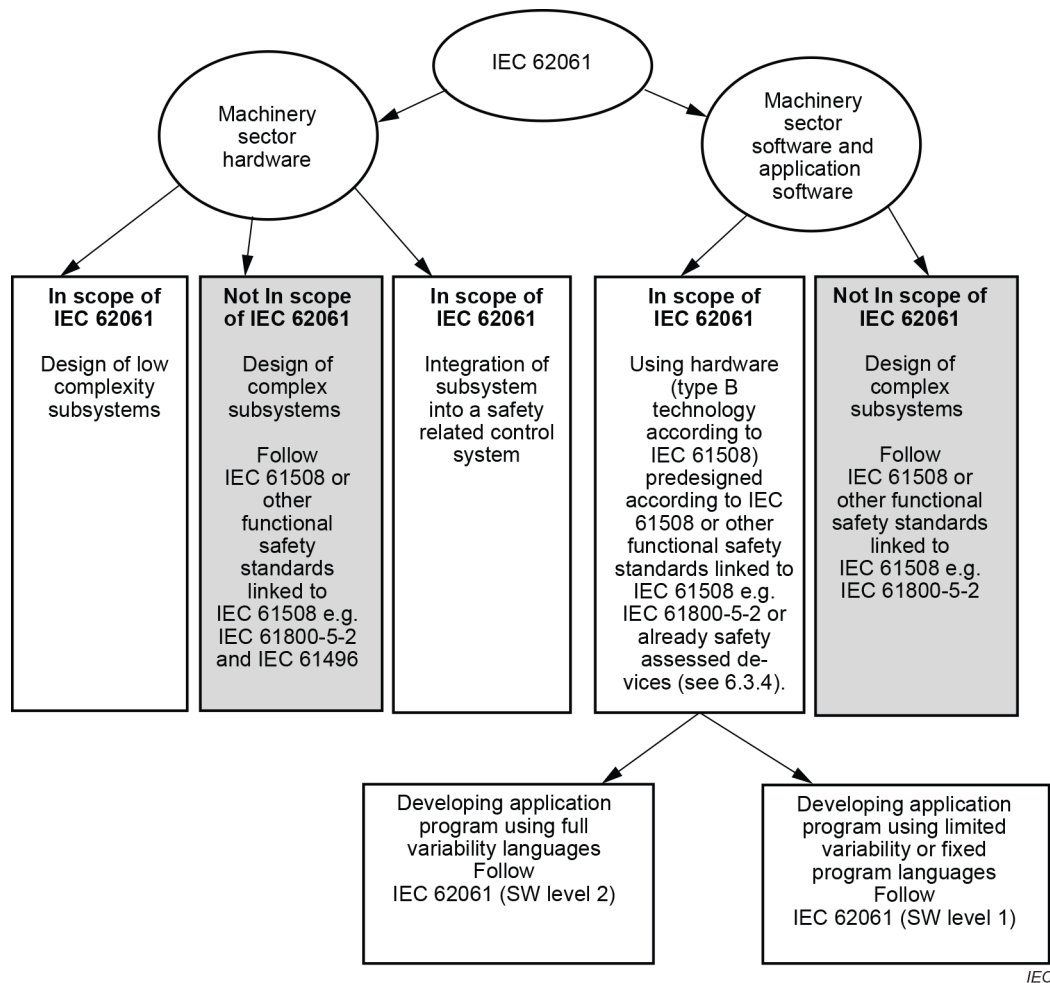 IEC 62061
Machinery
sector
hardware
Machinery
sector
software and
application
software
In scope of
IEC 62061
Design of low
complexity
subsystems
Not In scope
of IEC 62061
Design of
complex
subsystems
Follow
IEC 61508 or
other
functional
safety
standards
linked to
IEC 61508 e.g.
IEC 61800-5-2
and IEC 61496
In scope of
IEC 62061
Integration of
subsystem
into a safety
related control
system
In scope of
IEC 62061
Using hardware
(type B
technology
according to
IEC 61508)
predesigned
according to IEC
61508 or other
functional safety
standards linked to
IEC 61508 e.g.
IEC 61800-5-2 or
already safety
assessed de-
vices (see 6.3.4).
Not In scope of
IEC 62061
Design of
complex
subsystems
Follow
IEC 61508 or
other functional
safety standards
linked to
IEC 61508 e.g.
IEC 61800-5-2
Developing application
program using full
variability languages
Follow
IEC 62061 (SW level 2)
Developing application
program using limited
variability or fixed
program languages
Follow
IEC 62061 (SW level 1)
IEC